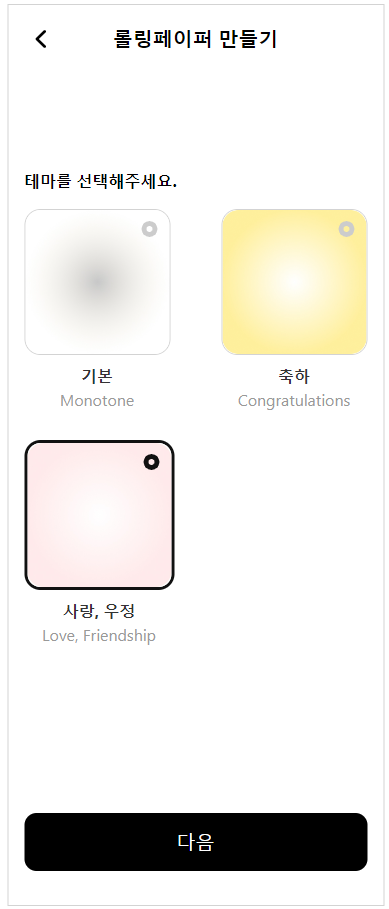 롤링페이퍼 만들기
테마를 선택해주세요.
기본
Monotone
축하
Congratulations
사랑, 우정
Love, Friendship
다음